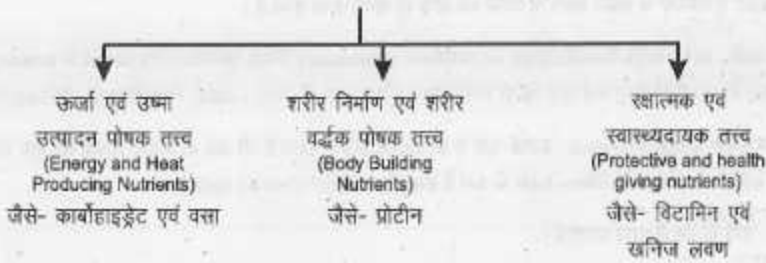 ऊर्जा एवं उष्मा
उत्पादन पोषक तत्त्व
(Energy and Heat
Producing Nutrients)
जैसे- कार्बोहाइड्रेट एवं वसा
शरीर निर्माण एवं शरीर
वर्द्धक पोषक तत्त्व
(Body Building
Nutrients)
जैसे- प्रोटीन
रक्षात्मक एवं
स्वास्थ्यदायक तत्त्व
(Protective and health
giving nutrients)
जैसे- विटामिन एवं
खनिज लवण